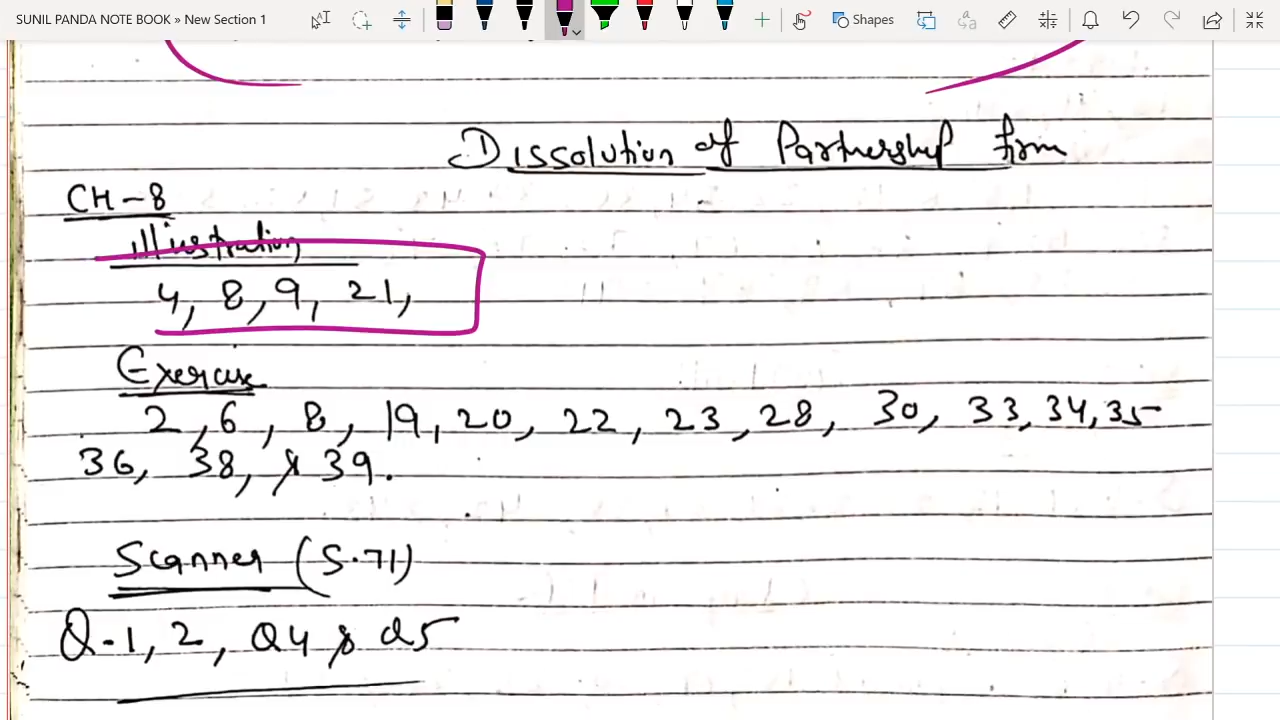 SUNIL PANDA NOTE BOOK » New Section 1
Shapes
Dissolution of Partnership firm
CH-8
Illustration
4, 8, 9, 21,
Exercise
2, 6, 8, 19, 20, 22, 23, 28, 30, 33, 34, 35
36, 38, & 39.
Scanner (S.71)
Q-1, 2, Q4 & Q5